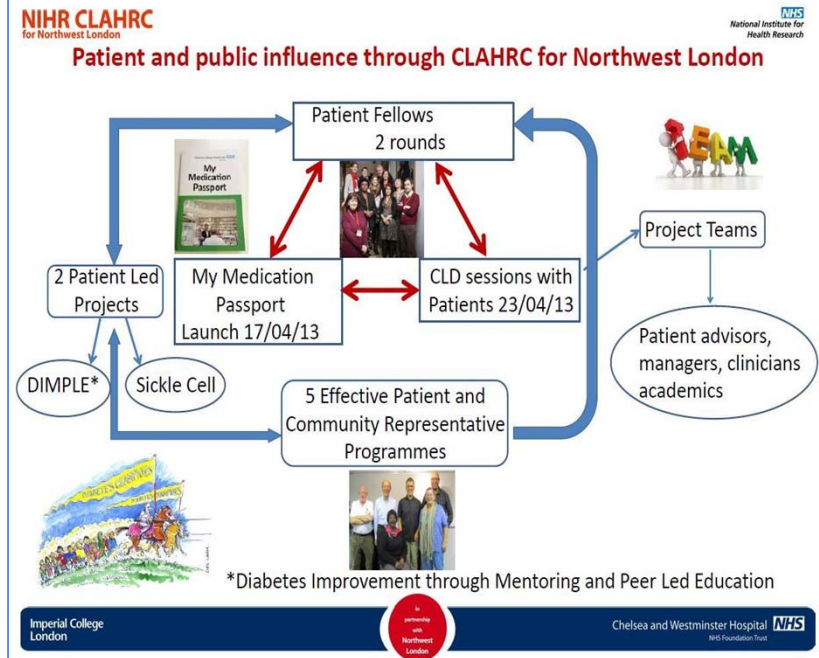 NIHR CLAHRC
for Northwest London
NHS
National Institute for
Health Research
Patient and public influence through CLAHRC for Northwest London
Patient Fellows
2 rounds
My
Medication
Passport
TEAM
Project Teams
2 Patient Led
Projects
My Medication
Passport
Launch 17/04/13
CLD sessions with
Patients 23/04/13
Patient advisors,
managers, clinicians
academics
DIMPLE*
Sickle Cell
5 Effective Patient and
Community Representative
Programmes
*Diabetes Improvement through Mentoring and Peer Led Education
Imperial College
London
In
partnership
with
Northwest
London
Chelsea and Westminster Hospital NHS
NHS Foundation Trust